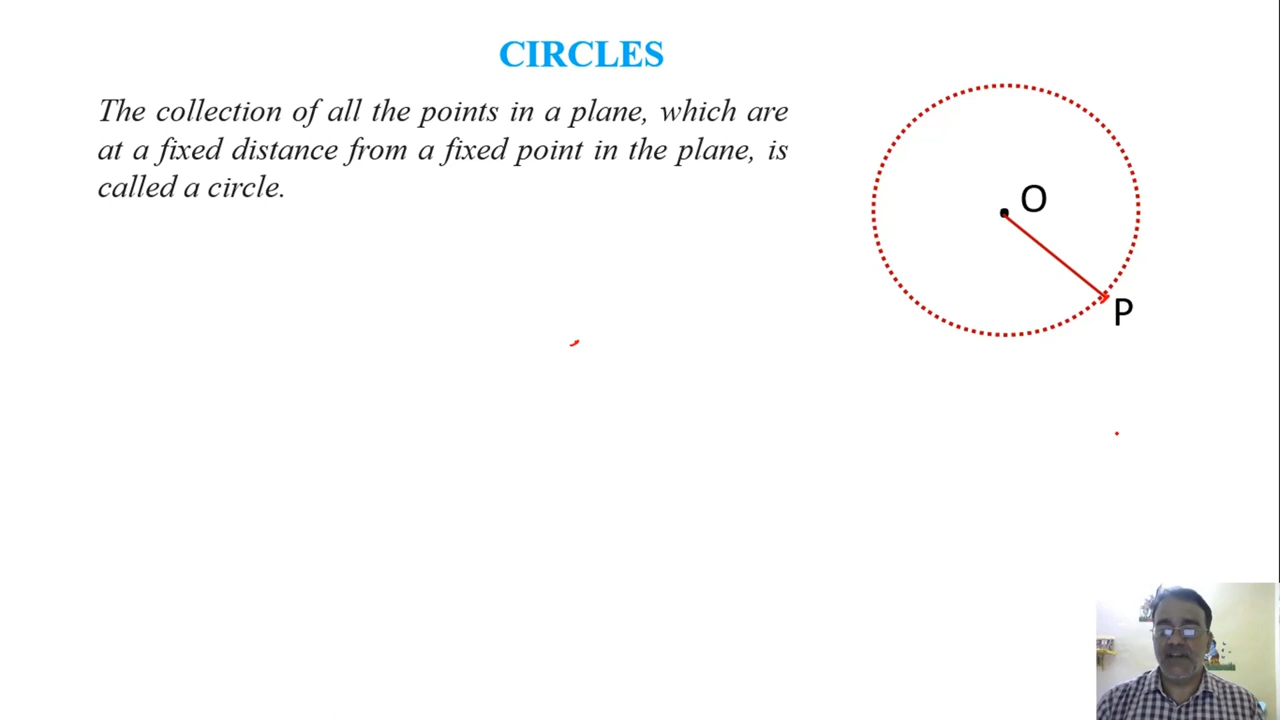 CIRCLES
The collection of all the points in a plane, which are
at a fixed distance from a fixed point in the plane, is
called a circle.
O
P